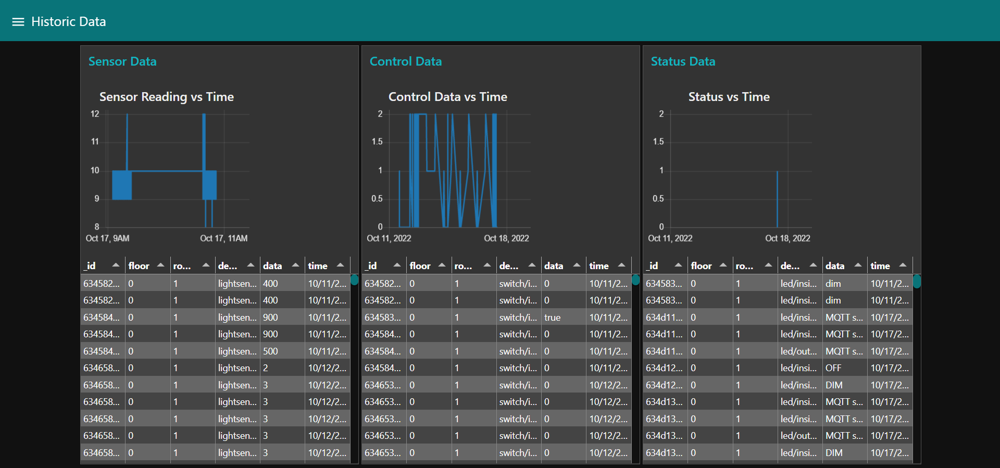 Historic Data
Sensor Data
Sensor Reading vs Time
12
11
10
9
8
Oct 17, 9AM Oct 17, 11AM
_id floor ro... de... data time
634582... 0 1 lightsen... 400 10/11/2...
634582... 0 1 lightsen... 400 10/11/2...
634584... 0 1 lightsen... 900 10/11/2...
634584... 0 1 lightsen... 900 10/11/2...
634584... 0 1 lightsen... 500 10/11/2...
634658... 0 1 lightsen... 2 10/12/2...
634658... 0 1 lightsen... 3 10/12/2...
634658... 0 1 lightsen... 3 10/12/2...
634658... 0 1 lightsen... 3 10/12/2...
634658... 0 1 lightsen... 3 10/12/2...
634658... 0 1 lightsen... 3 10/12/2...
Control Data
Control Data vs Time
2
1.5
1
0.5
0
Oct 11, 2022 Oct 18, 2022
_id floor ro... de... data time
634582... 0 1 switch/i... 0 10/11/2...
634582... 0 1 switch/i... 0 10/11/2...
634583... 0 1 switch/i... true 10/11/2...
634584... 0 1 switch/i... 0 10/11/2...
634584... 0 1 switch/i... 0 10/11/2...
634584... 0 1 switch/i... 0 10/11/2...
634653... 0 1 switch/i... 0 10/12/2...
634653... 0 1 switch/i... 0 10/12/2...
634653... 0 1 switch/i... 0 10/12/2...
634653... 0 1 switch/i... 0 10/12/2...
634653... 0 1 switch/i... 0 10/12/2...
Status Data
Status vs Time
2
1.5
1
0.5
0
Oct 11, 2022 Oct 18, 2022
_id floor ro... de... data time
634583... 0 1 led/insi... dim 10/11/2...
634583... 0 1 led/insi... dim 10/11/2...
634d11... 0 1 led/insi... MQTT s... 10/17/2...
634d11... 0 1 led/insi... MQTT s... 10/17/2...
634d11... 0 1 led/out... MQTT s... 10/17/2...
634d12... 0 1 led/insi... OFF 10/17/2...
634d12... 0 1 led/insi... DIM 10/17/2...
634d13... 0 1 led/insi... MQTT s... 10/17/2...
634d13... 0 1 led/insi... MQTT s... 10/17/2...
634d13... 0 1 led/out... MQTT s... 10/17/2...
634d13... 0 1 led/insi... DIM 10/17/2...